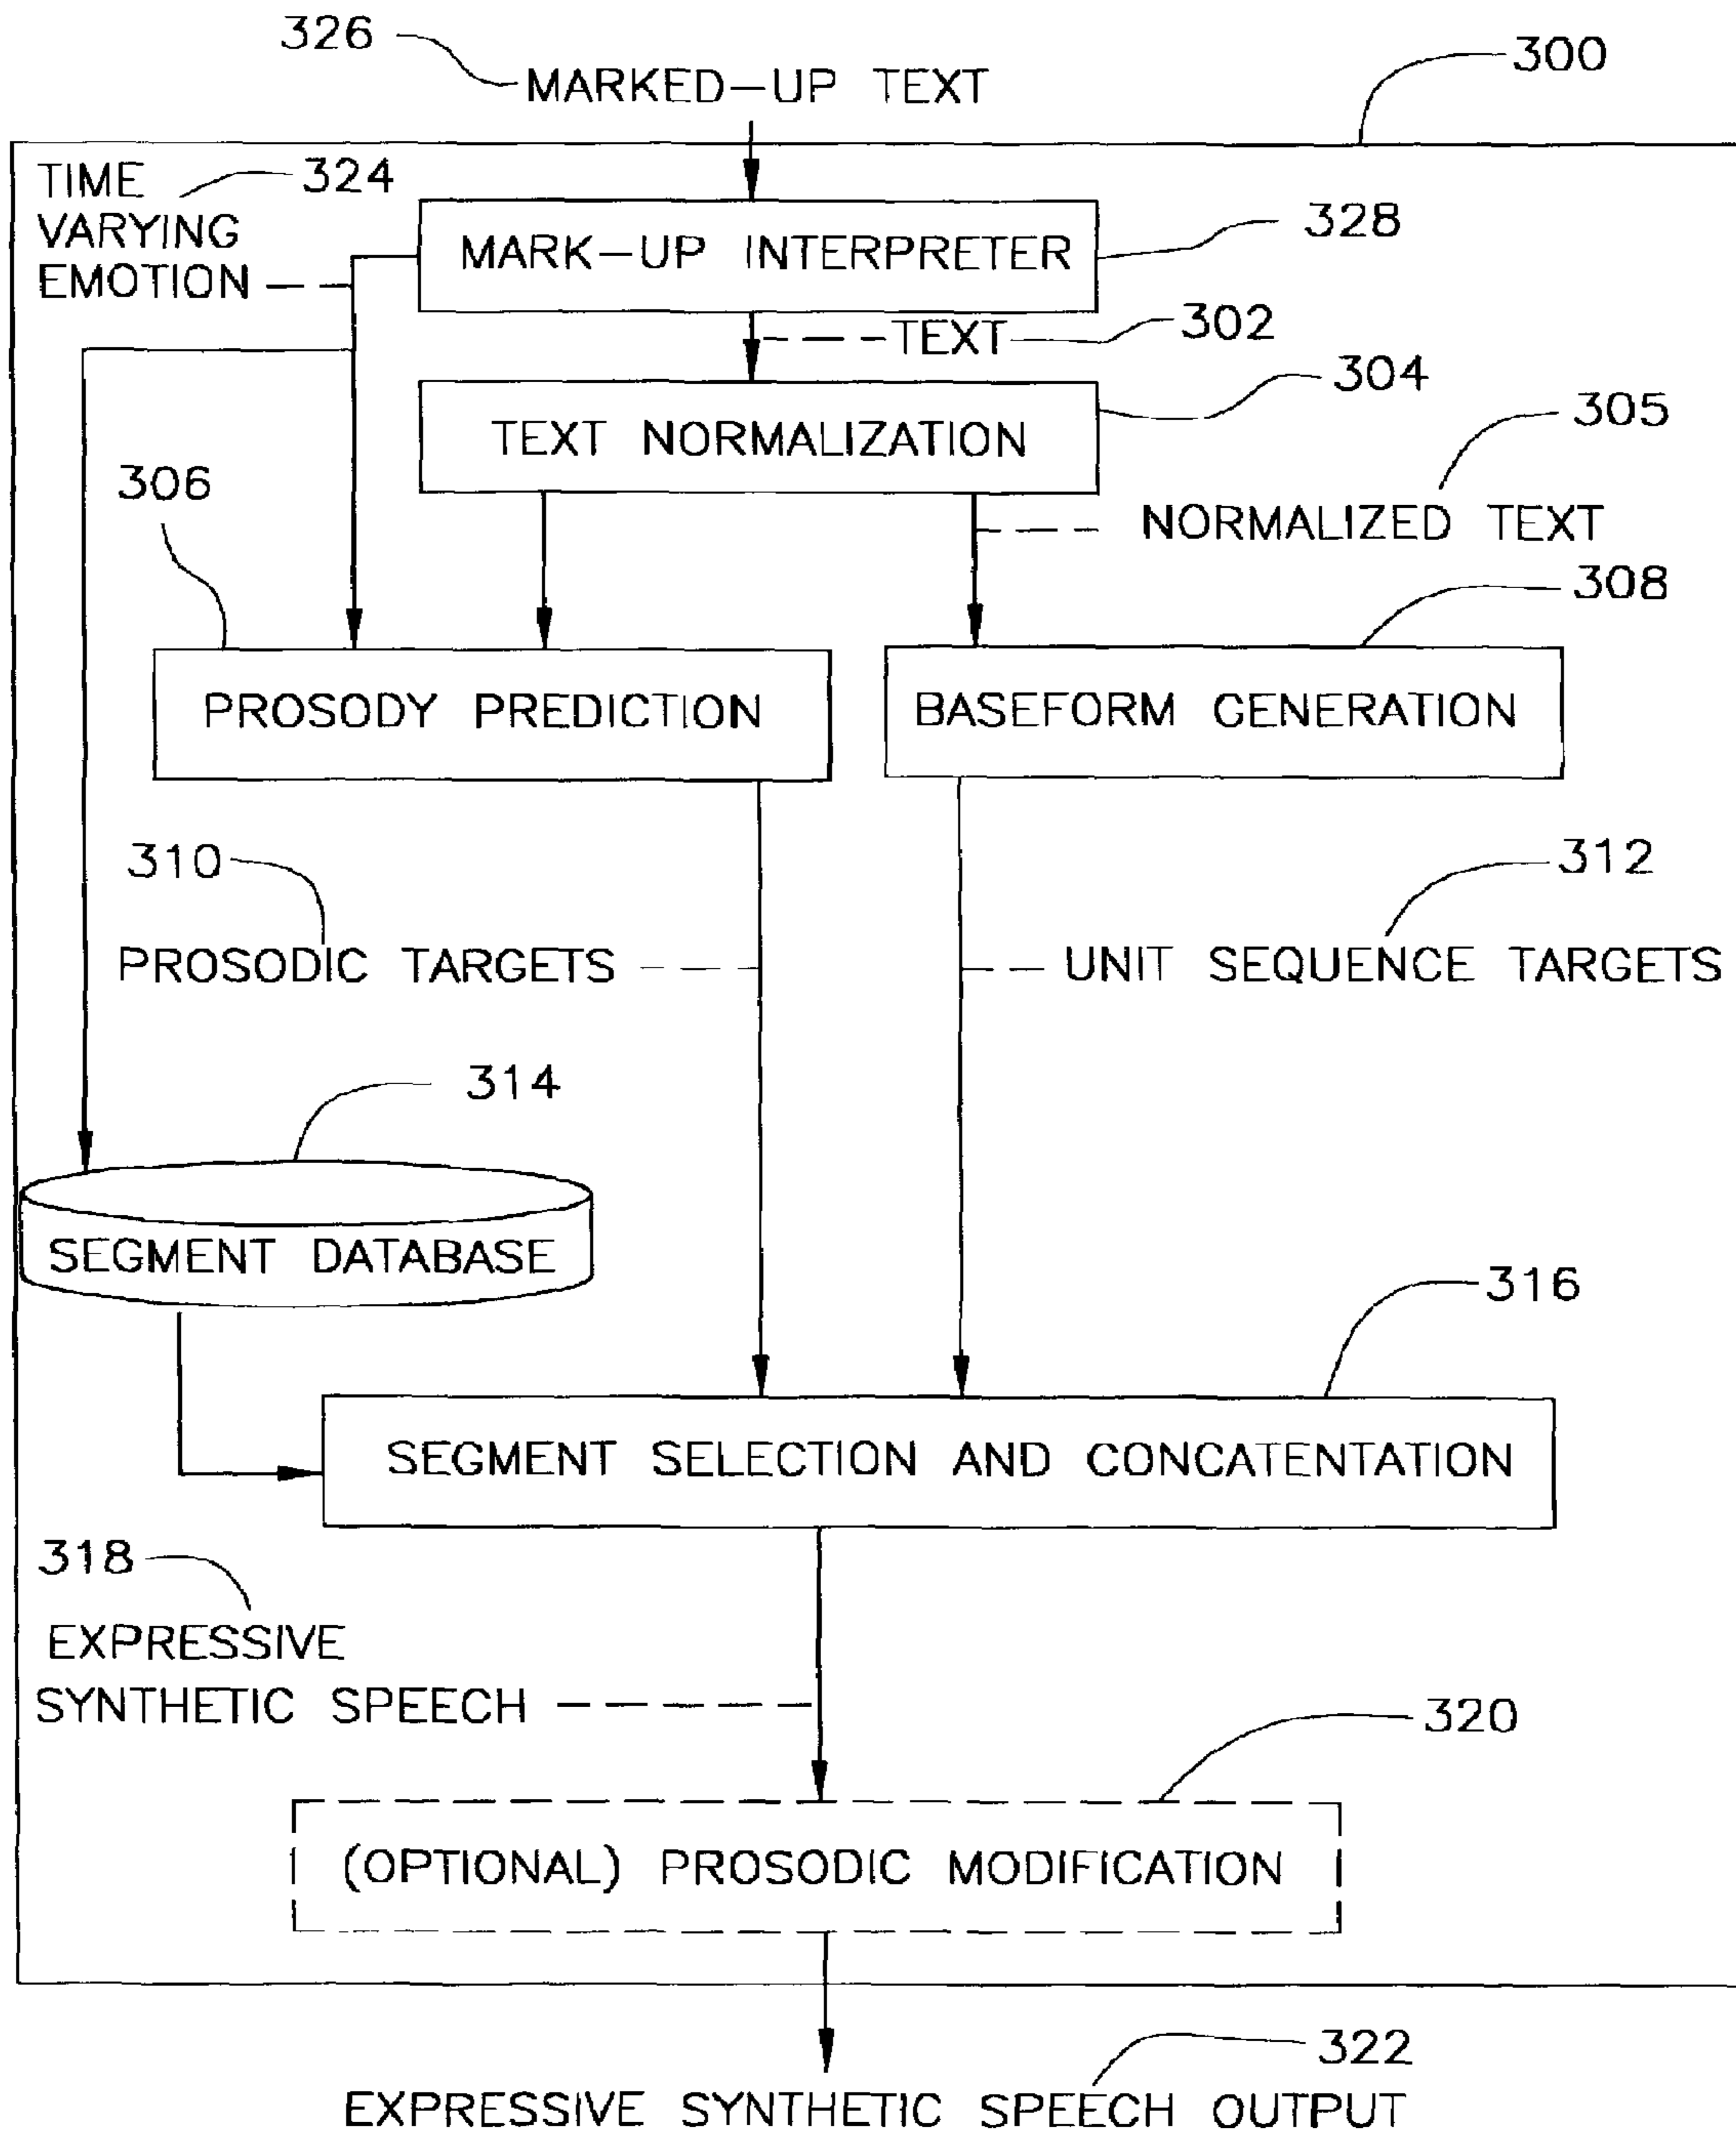 326
MARKED-UP TEXT
300
TIME
VARYING
EMOTION
324
MARK-UP INTERPRETER
328
TEXT
302
TEXT NORMALIZATION
304
305
NORMALIZED TEXT
306
308
PROSODY PREDICTION
BASEFORM GENERATION
310
PROSODIC TARGETS
312
UNIT SEQUENCE TARGETS
314
SEGMENT DATABASE
316
SEGMENT SELECTION AND CONCATENTATION
318
EXPRESSIVE
SYNTHETIC SPEECH
320
(OPTIONAL) PROSODIC MODIFICATION
322
EXPRESSIVE SYNTHETIC SPEECH OUTPUT